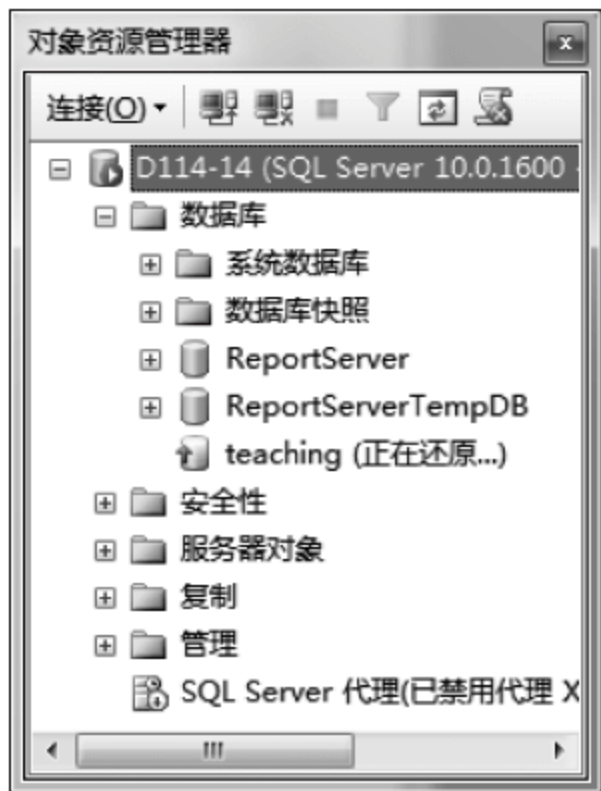 对象资源管理器
连接(O)
D114-14 (SQL Server 10.0.1600 -
数据库
系统数据库
数据库快照
ReportServer
ReportServerTempDB
teaching (正在还原...)
安全性
服务器对象
复制
管理
SQL Server 代理(已禁用代理 X